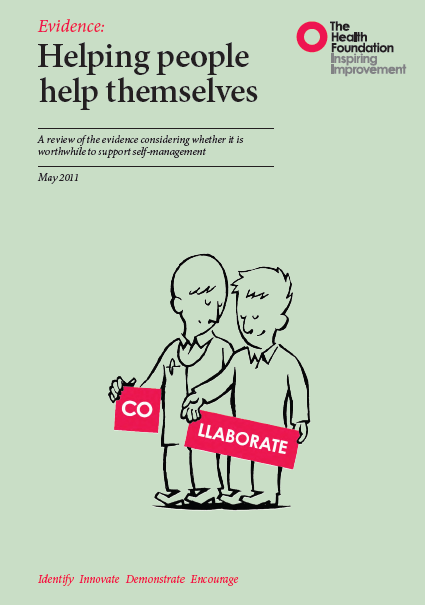 Evidence:
Helping people
help themselves
The
Health
Foundation
Inspiring
Improvement
A review of the evidence considering whether it is
worthwhile to support self-management
May 2011
CO
LLABORATE
Identify Innovate Demonstrate Encourage